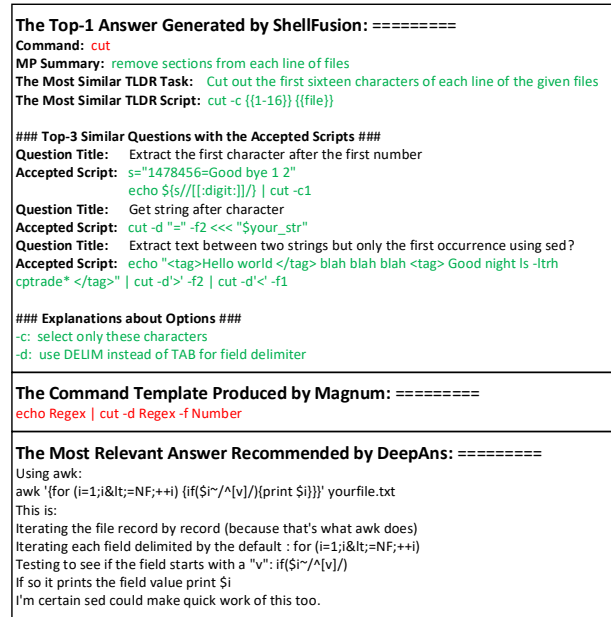 The Top-1 Answer Generated by ShellFusion: =========
Command: cut
MP Summary: remove sections from each line of files
The Most Similar TLDR Task: Cut out the first sixteen characters of each line of the given files
The Most Similar TLDR Script: cut -c {{1-16}} {{file}}
### Top-3 Similar Questions with the Accepted Scripts ###
Question Title: Extract the first character after the first number
Accepted Script: s="1478456=Good bye 1 2"
echo ${s//[[:digit:]]/} | cut -c1
Question Title: Get string after character
Accepted Script: cut -d "=" -f2 <<< "$your_str"
Question Title: Extract text between two strings but only the first occurrence using sed?
Accepted Script: echo "<tag>Hello world </tag> blah blah blah <tag> Good night ls -ltrh
cptrade* </tag>" | cut -d'>' -f2 | cut -d'<' -f1
### Explanations about Options ###
-c: select only these characters
-d: use DELIM instead of TAB for field delimiter
The Command Template Produced by Magnum: =========
echo Regex | cut -d Regex -f Number
The Most Relevant Answer Recommended by DeepAns: =========
Using awk:
awk '{for (i=1;i&lt;=NF;++i) {if($i~/^[v]/){print $i}}}' yourfile.txt
This is:
Iterating the file record by record (because that's what awk does)
Iterating each field delimited by the default : for (i=1;i&lt;=NF;++i)
Testing to see if the field starts with a "v": if($i~/^[v]/)
If so it prints the field value print $i
I'm certain sed could make quick work of this too.